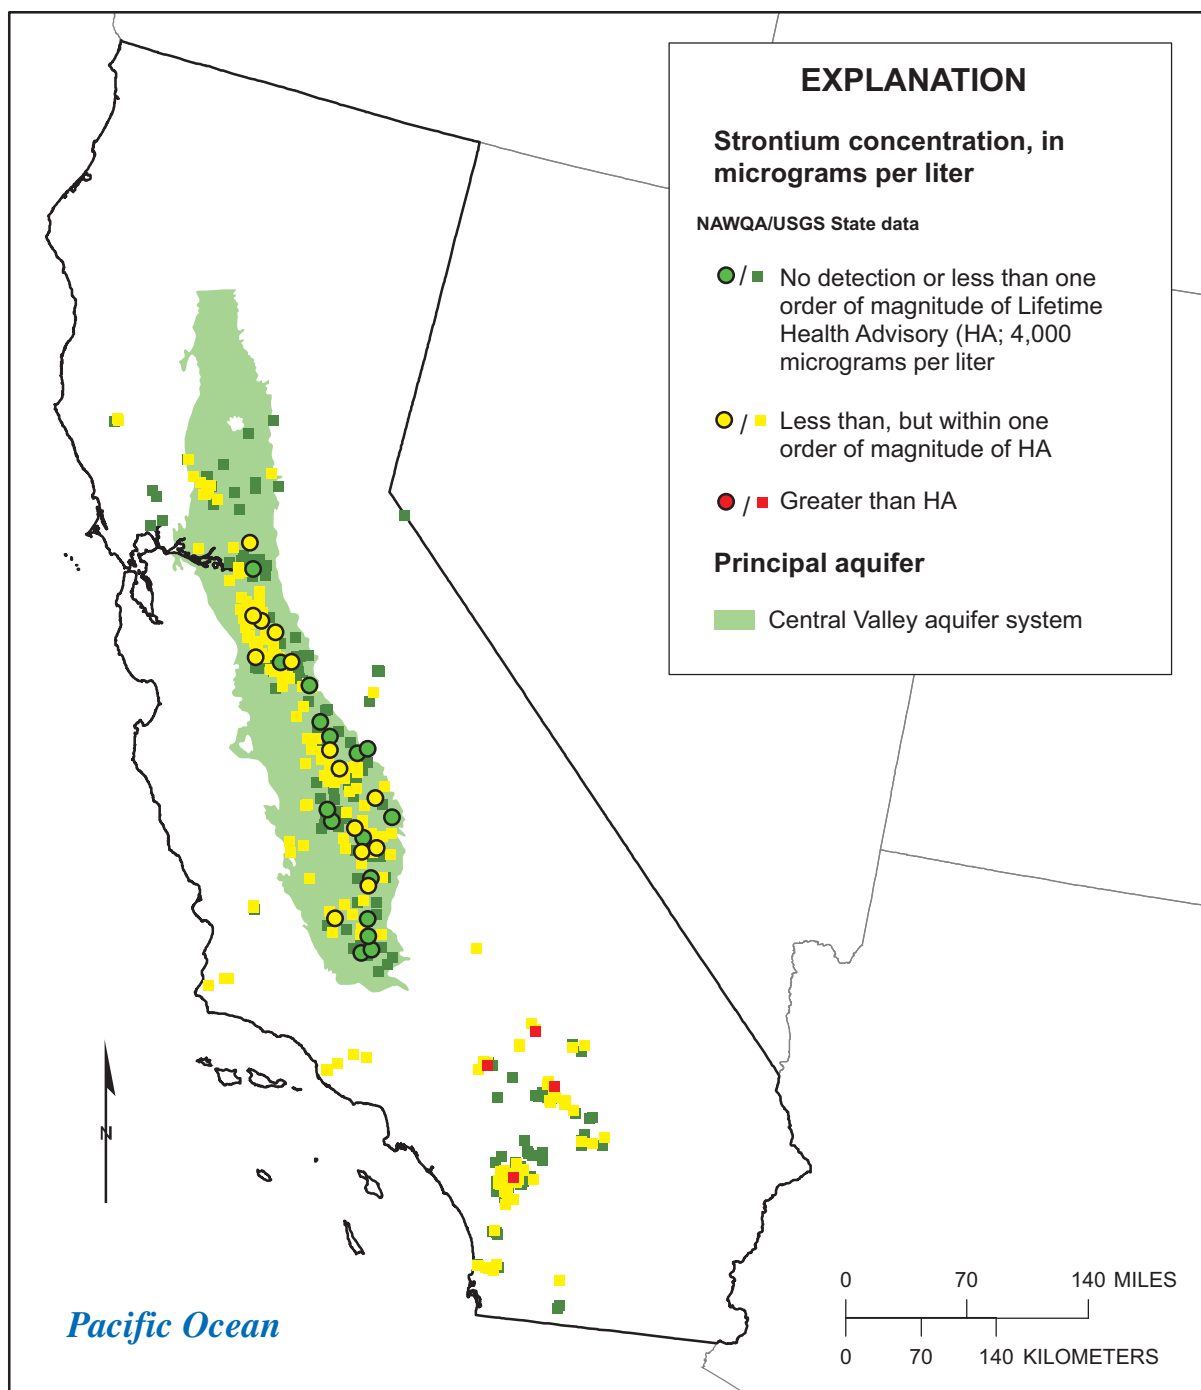 EXPLANATION
Strontium concentration, in
micrograms per liter
NAWQA/USGS State data
/ No detection or less than one
order of magnitude of Lifetime
Health Advisory (HA; 4,000
micrograms per liter
/ Less than, but within one
order of magnitude of HA
/ Greater than HA
Principal aquifer
Central Valley aquifer system
N
Pacific Ocean
0 70 140 MILES
0 70 140 KILOMETERS